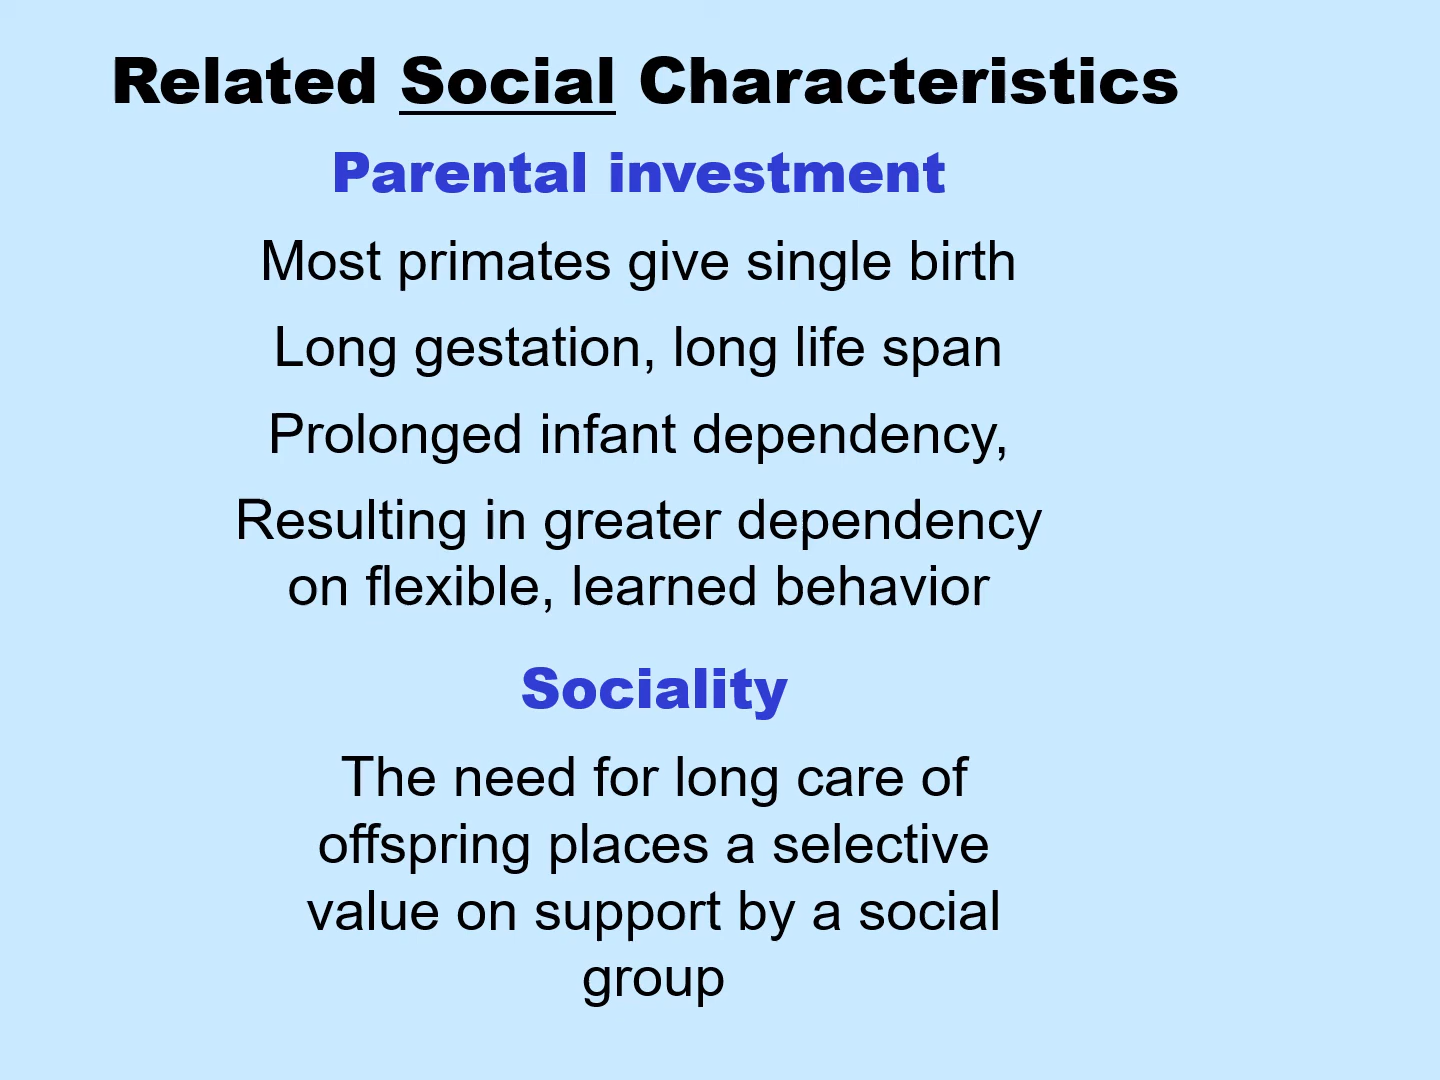 Related Social Characteristics
Parental investment
Most primates give single birth
Long gestation, long life span
Prolonged infant dependency,
Resulting in greater dependency
on flexible, learned behavior
Sociality
The need for long care of
offspring places a selective
value on support by a social
group